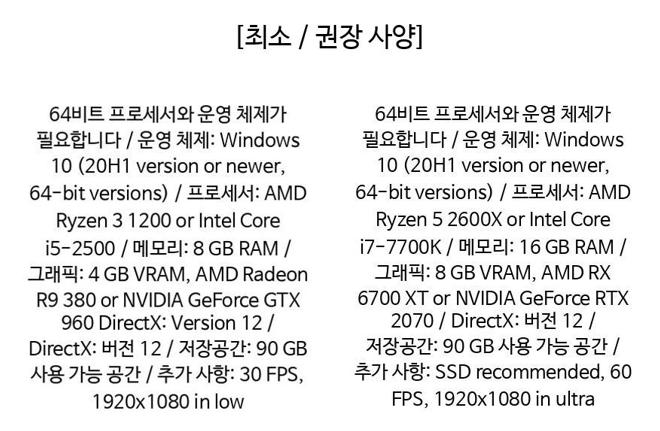 [최소 / 권장 사양]
64비트 프로세서와 운영 체제가
필요합니다 / 운영 체제: Windows
10 (20H1 version or newer,
64-bit versions) / 프로세서: AMD
Ryzen 3 1200 or Intel Core
i5-2500 / 메모리: 8 GB RAM /
그래픽: 4 GB VRAM, AMD Radeon
R9 380 or NVIDIA GeForce GTX
960 DirectX: Version 12 /
DirectX: 버전 12 / 저장공간: 90 GB
사용 가능 공간 / 추가 사항: 30 FPS,
1920x1080 in low
64비트 프로세서와 운영 체제가
필요합니다 / 운영 체제: Windows
10 (20H1 version or newer,
64-bit versions) / 프로세서: AMD
Ryzen 5 2600X or Intel Core
i7-7700K / 메모리: 16 GB RAM /
그래픽: 8 GB VRAM, AMD RX
6700 XT or NVIDIA GeForce RTX
2070 / DirectX: 버전 12 /
저장공간: 90 GB 사용 가능 공간 /
추가 사항: SSD recommended, 60
FPS, 1920x1080 in ultra